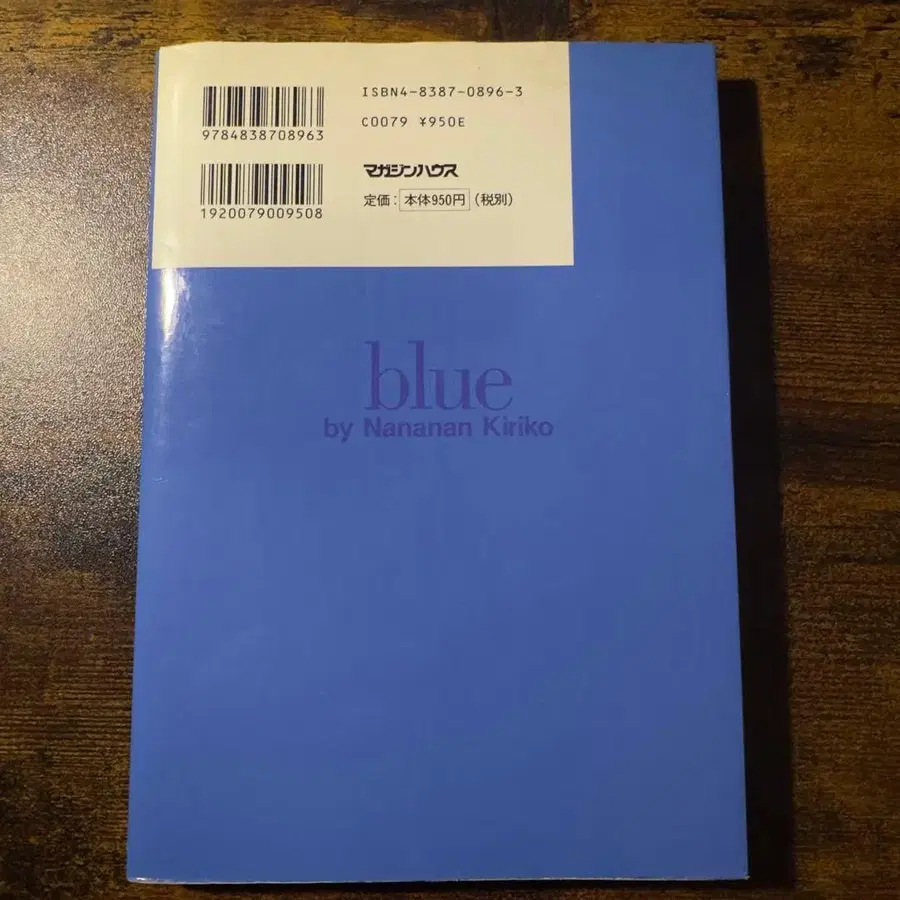 ISBN4-8387-0896-3
C0079 ¥950E
9784838708963
マガジンハウス
定価：本体950円（税別）
1920079009508
blue
by Nananan Kiriko